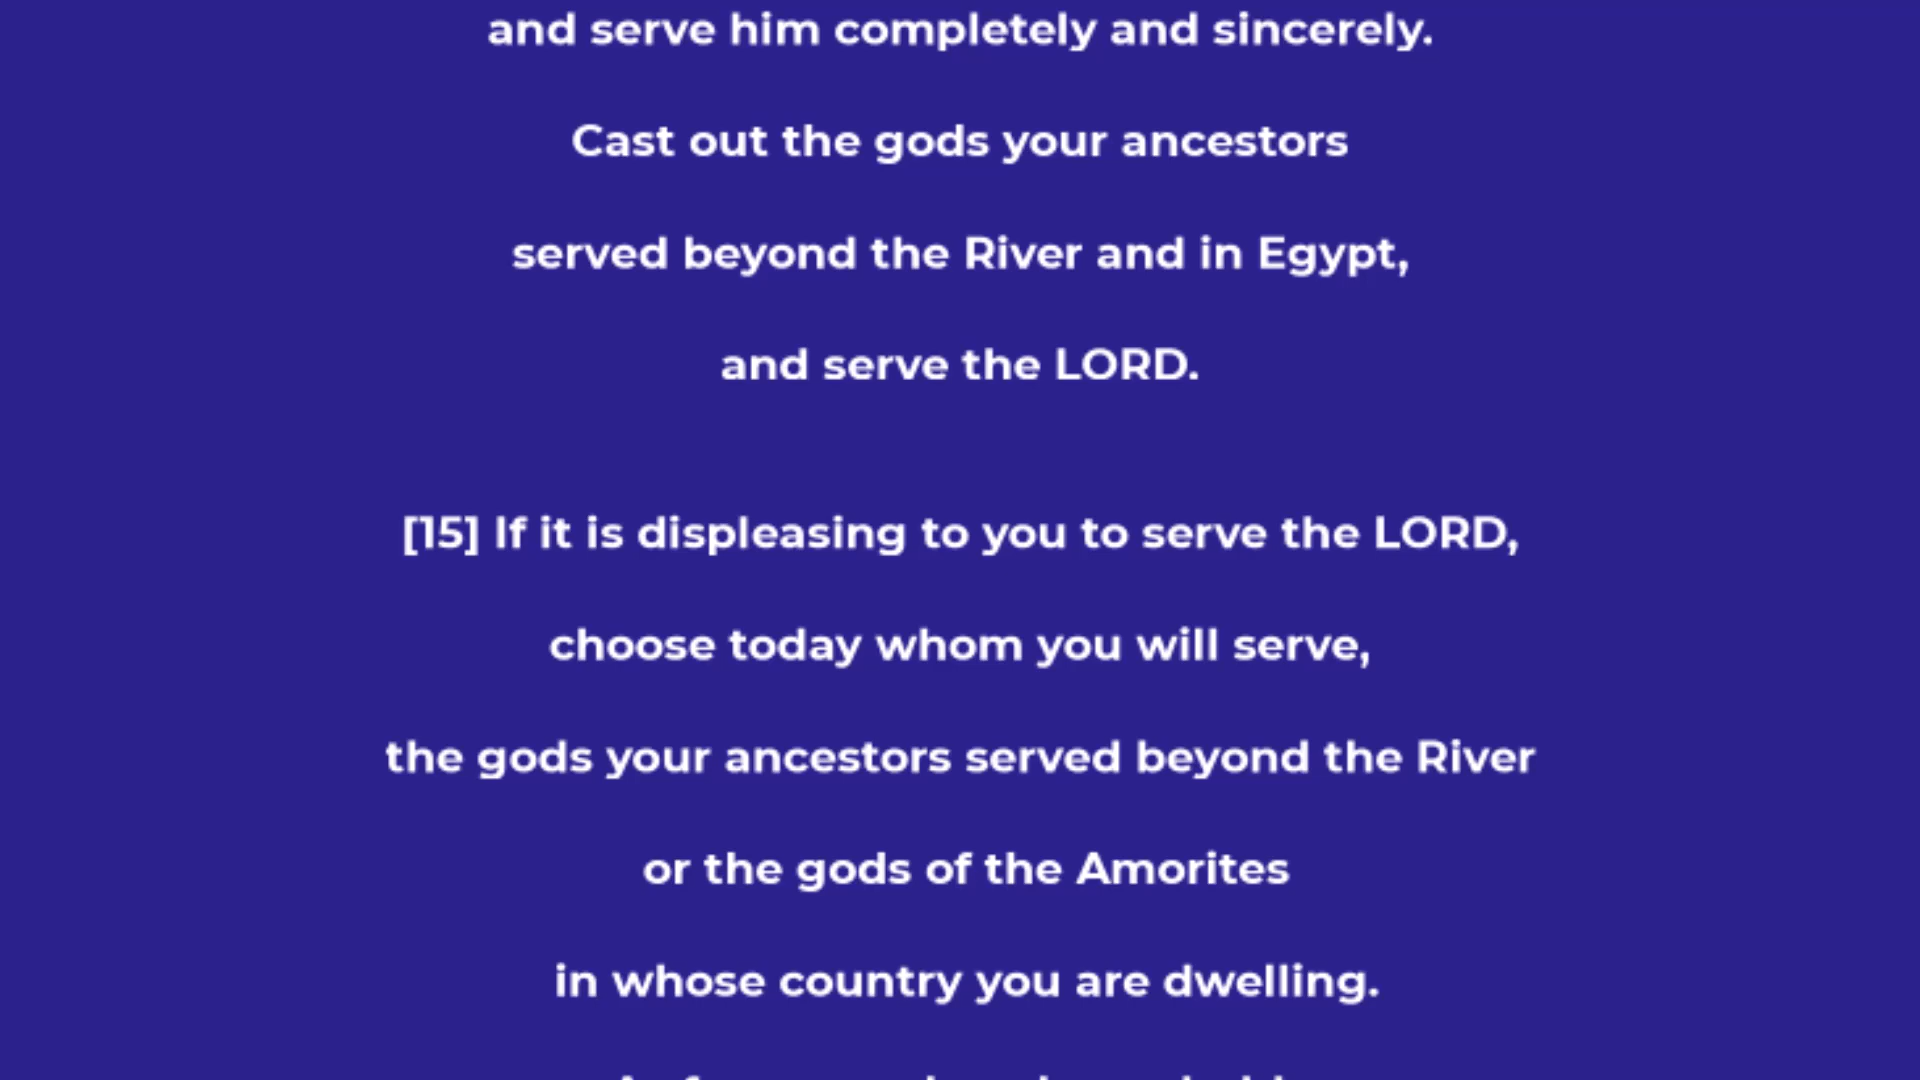 and serve him completely and sincerely.
Cast out the gods your ancestors
served beyond the River and in Egypt,
and serve the LORD.
[15] If it is displeasing to you to serve the LORD,
choose today whom you will serve,
the gods your ancestors served beyond the River
or the gods of the Amorites
in whose country you are dwelling.